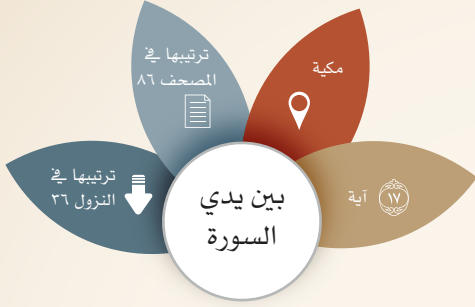 بين يدي
السورة
١٧ آية
مكية
ترتيبها في
المصحف ٨٦
ترتيبها في
النزول ٣٦